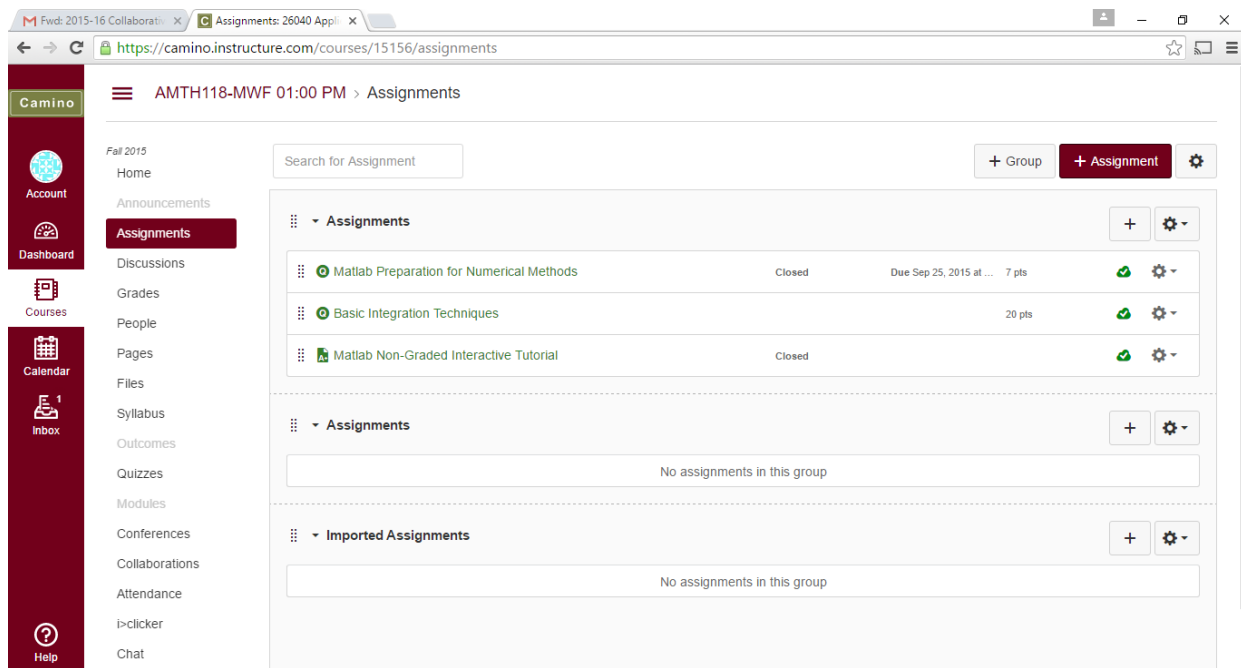 Fwd: 2015-16 Collaborativ
Assignments: 26040 Appli
https://camino.instructure.com/courses/15156/assignments
Camino
AMTH118-MWF 01:00 PM > Assignments
Account
Dashboard
Courses
Calendar
1
Inbox
Help
Fall 2015
Home
Announcements
Assignments
Discussions
Grades
People
Pages
Files
Syllabus
Outcomes
Quizzes
Modules
Conferences
Collaborations
Attendance
i>clicker
Chat
Search for Assignment
+ Group
+ Assignment
Assignments
Matlab Preparation for Numerical Methods Closed Due Sep 25, 2015 at ... 7 pts
Basic Integration Techniques 20 pts
Matlab Non-Graded Interactive Tutorial Closed
Assignments
No assignments in this group
Imported Assignments
No assignments in this group